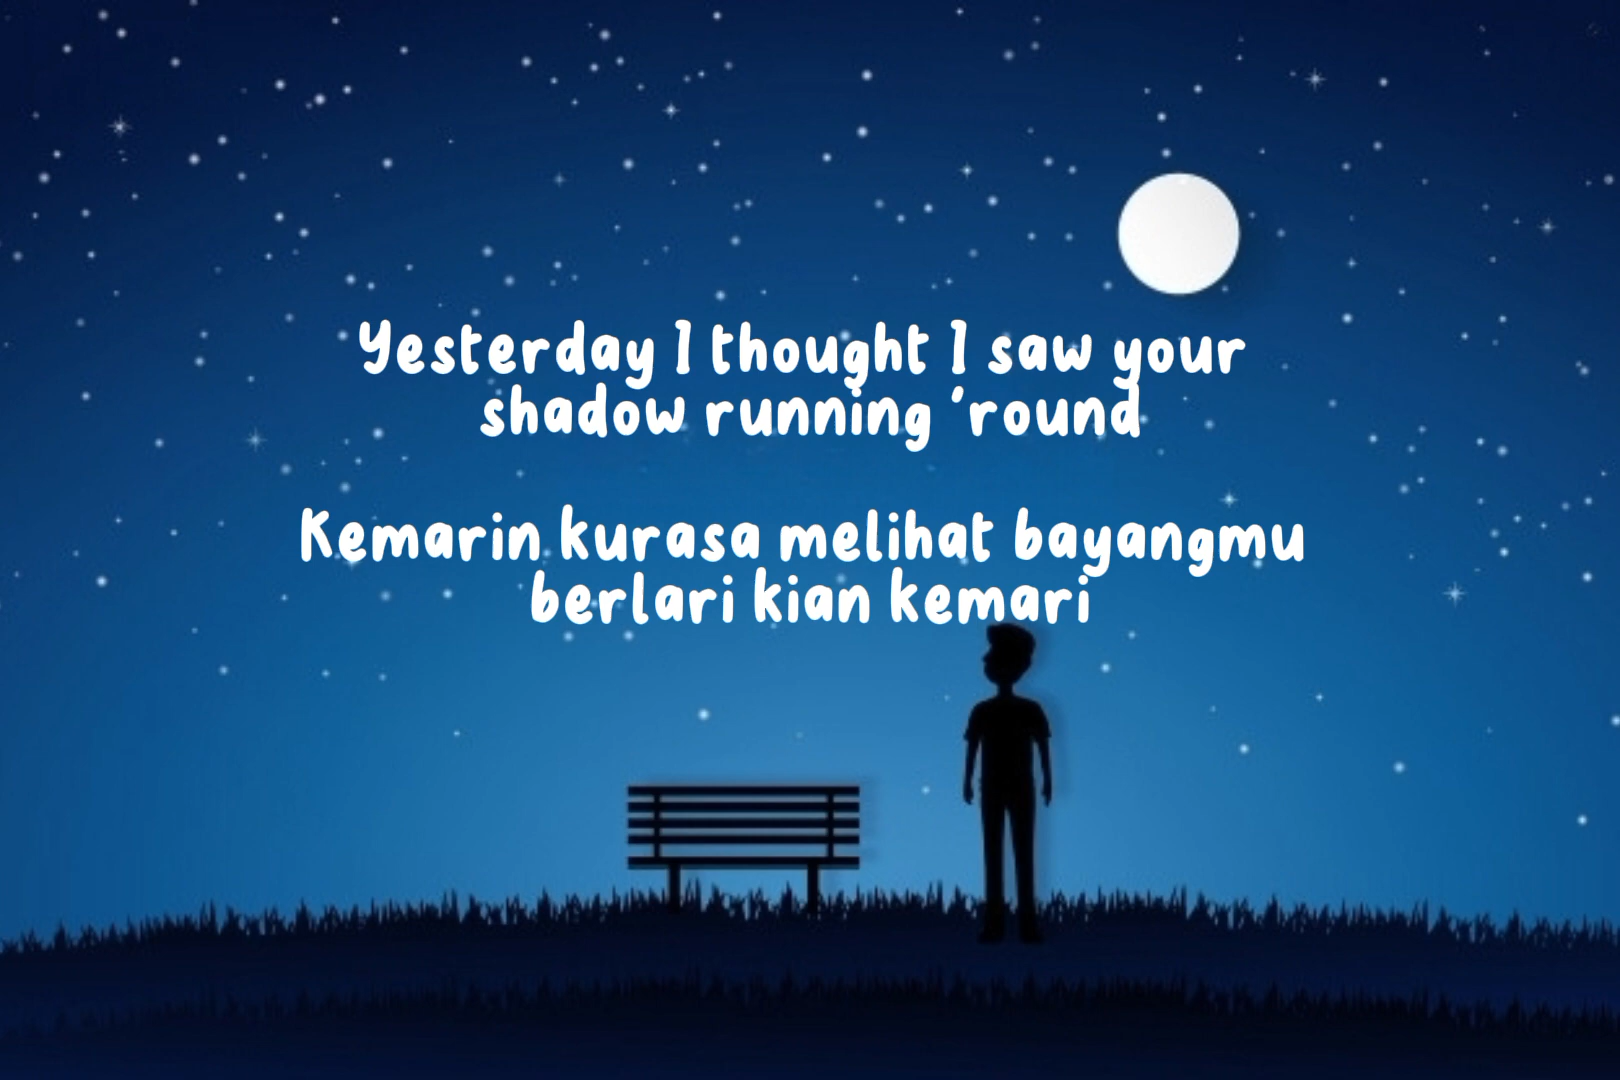 Yesterday I thought I saw your
shadow running 'round
Kemarin kurasa melihat bayangmu
berlari kian kemari